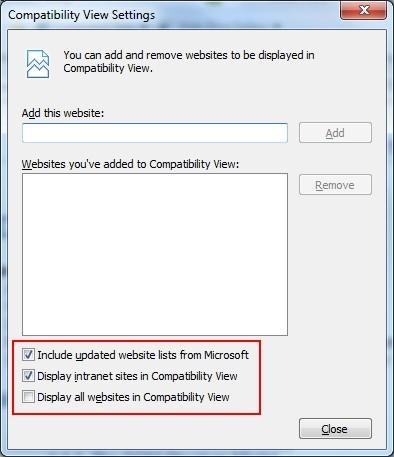 Compatibility View Settings
You can add and remove websites to be displayed in
Compatibility View.
Add this website:
Add
Websites you've added to Compatibility View:
Remove
Include updated website lists from Microsoft
Display intranet sites in Compatibility View
Display all websites in Compatibility View
Close